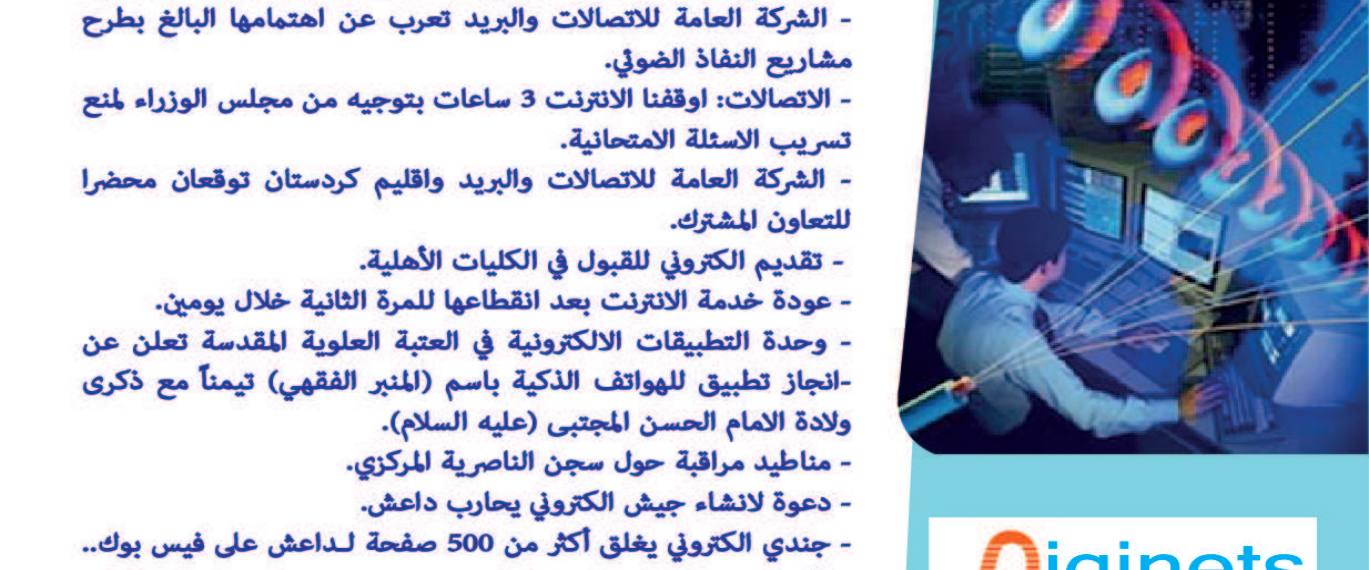 - الشركة العامة للاتصالات والبريد تعرب عن اهتمامها البالغ بطرح
مشاريع النفاذ الضوئي.
- الاتصالات: اوقفنا الانترنت 3 ساعات بتوجيه من مجلس الوزراء لمنع
تسريب الاسئلة الامتحانية.
- الشركة العامة للاتصالات والبريد واقليم كردستان توقعان محضرا
للتعاون المشترك.
- تقديم الكتروني للقبول في الكليات الأهلية.
- عودة خدمة الانترنت بعد انقطاعها للمرة الثانية خلال يومين.
- وحدة التطبيقات الالكترونية في العتبة العلوية المقدسة تعلن عن
-انجاز تطبيق للهواتف الذكية باسم (المنبر الفقهي) تيمناً مع ذكرى
ولادة الامام الحسن المجتبى (عليه السلام).
- مناطيد مراقبة حول سجن الناصرية المركزي.
- دعوة لانشاء جيش الكتروني يحارب داعش.
- جندي الكتروني يغلق أكثر من 500 صفحة لـداعش على فيس بوك..
iginets